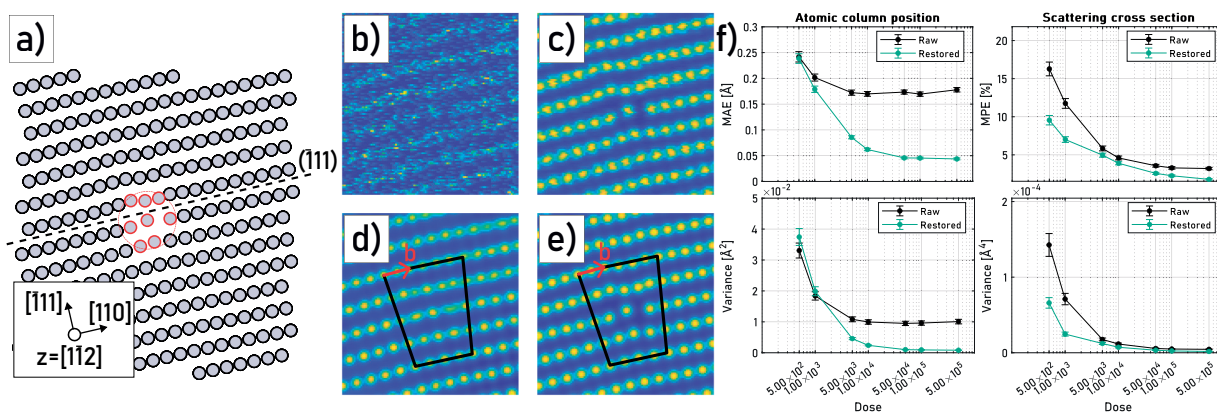 a)
(1̄11)
[1̄11]
[110]
z=[11̄2]
b)
c)
d)
b
e)
b
f)
Atomic column position
0.3
0.25
0.2
0.15
0.1
0.05
0
MAE [Å]
Raw
Restored
Scattering cross section
20
15
10
5
MPE [%]
Raw
Restored
×10⁻²
5
4
3
2
1
0
Variance [Å²]
Raw
Restored
5.00×10²
1.00×10³
5.00×10³
1.00×10⁴
5.00×10⁴
1.00×10⁵
5.00×10⁵
Dose
×10⁻⁴
2
1
0
Variance [Å⁴]
Raw
Restored
5.00×10²
1.00×10³
5.00×10³
1.00×10⁴
5.00×10⁴
1.00×10⁵
5.00×10⁵
Dose